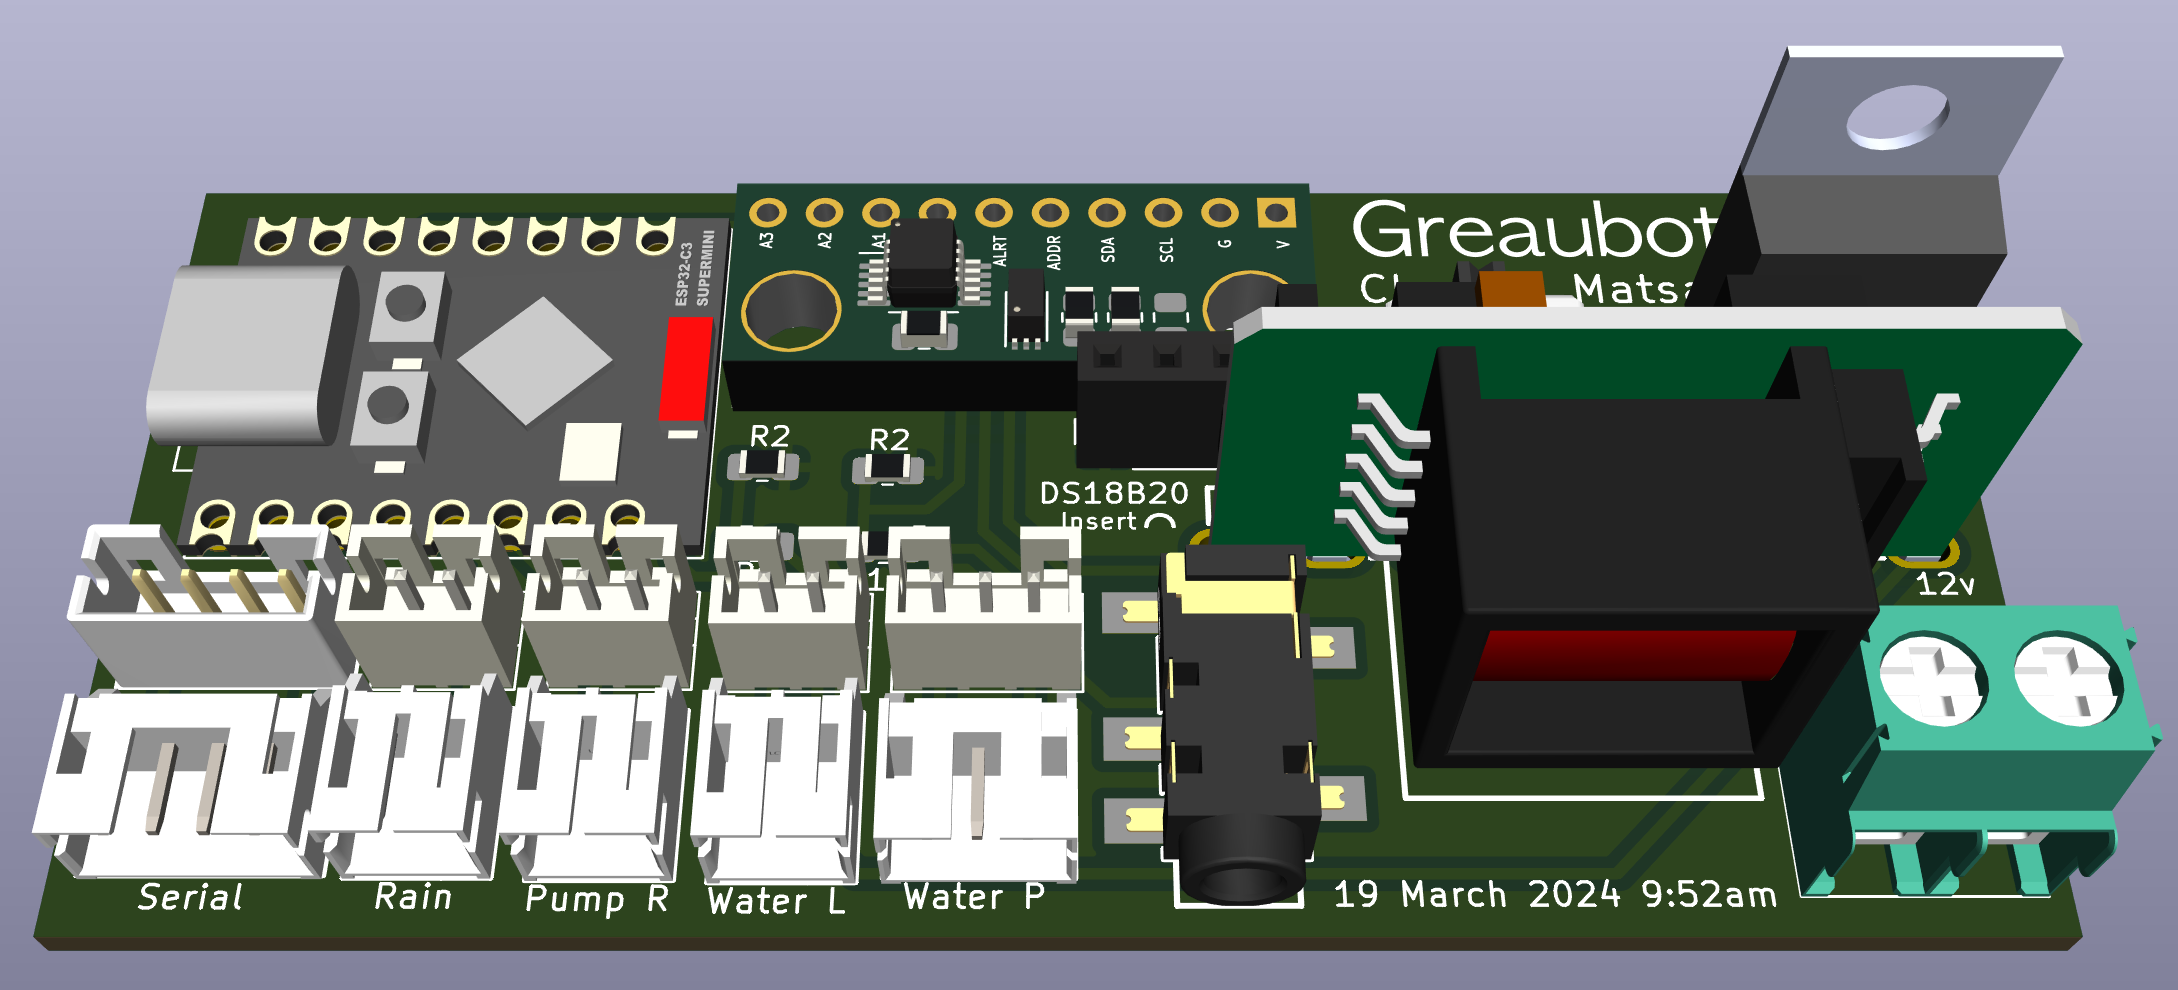 Greaubot
A3 A2 A1 ALRT ADDR SDA SCL G V
ESP32-C3
SUPERMINI
R2
R2
DS18B20
Insert
12v
1
Serial
Rain
Pump R
Water L
Water P
19 March 2024 9:52am